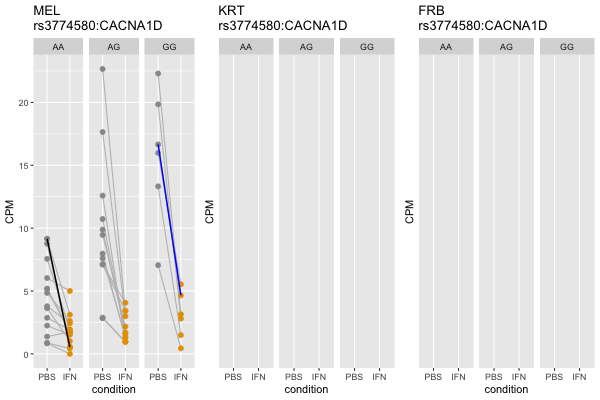 MEL
rs3774580:CACNA1D
AA AG GG
CPM
20
15
10
5
0
PBS IFN PBS IFN PBS IFN
condition
KRT
rs3774580:CACNA1D
AA AG GG
CPM
PBS IFN PBS IFN PBS IFN
condition
FRB
rs3774580:CACNA1D
AA AG GG
CPM
PBS IFN PBS IFN PBS IFN
condition